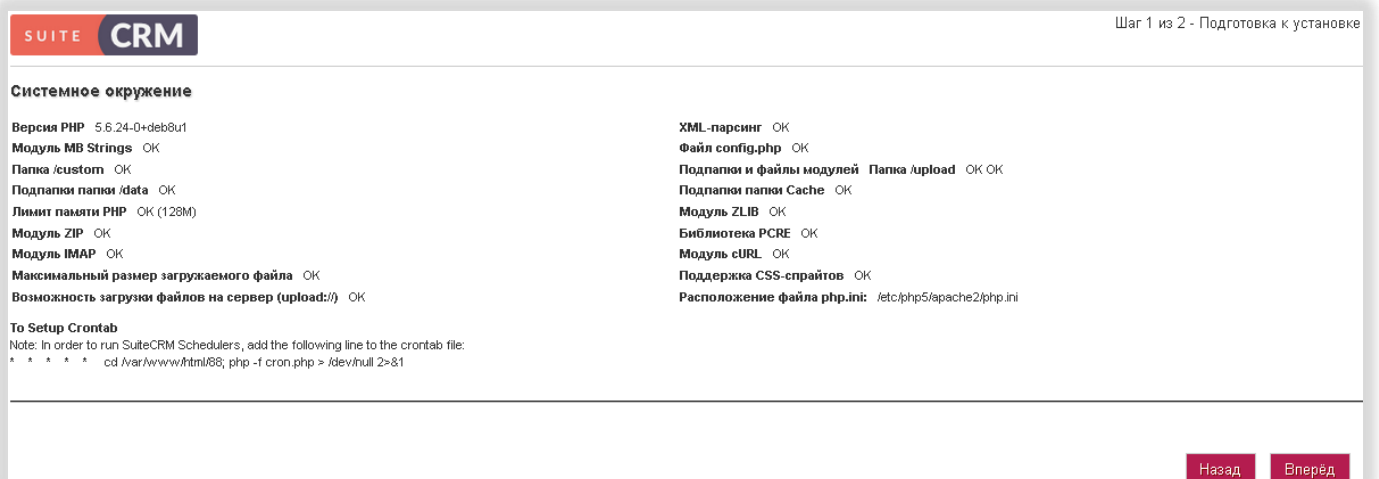 SUITE CRM
Шаг 1 из 2 - Подготовка к установке
Системное окружение
Версия PHP 5.6.24-0+deb8u1
XML-парсинг OK
Модуль MB Strings OK
Файл config.php OK
Папка /custom OK
Подпапки и файлы модулей Папка /upload OK OK
Подпапки папки /data OK
Подпапки папки Cache OK
Лимит памяти PHP OK (128M)
Модуль ZLIB OK
Модуль ZIP OK
Библиотека PCRE OK
Модуль IMAP OK
Модуль cURL OK
Максимальный размер загружаемого файла OK
Поддержка CSS-спрайтов OK
Возможность загрузки файлов на сервер (upload://) OK
Расположение файла php.ini: /etc/php5/apache2/php.ini
To Setup Crontab
Note: In order to run SuiteCRM Schedulers, add the following line to the crontab file:
* * * * * cd /var/www/html/88; php -f cron.php > /dev/null 2>&1
Назад
Вперёд